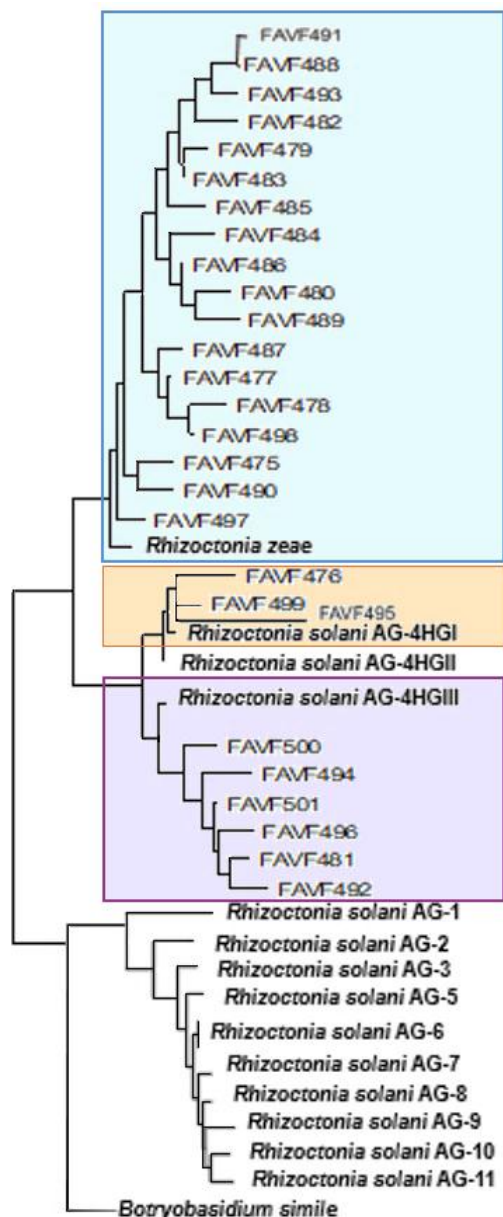 FAVF491
FAVF488
FAVF493
FAVF482
FAVF479
FAVF483
FAVF485
FAVF484
FAVF486
FAVF480
FAVF489
FAVF487
FAVF477
FAVF478
FAVF498
FAVF475
FAVF490
FAVF497
Rhizoctonia zeae
FAVF476
FAVF499
FAVF495
Rhizoctonia solani AG-4HGI
Rhizoctonia solani AG-4HGII
Rhizoctonia solani AG-4HGIII
FAVF500
FAVF494
FAVF501
FAVF496
FAVF481
FAVF492
Rhizoctonia solani AG-1
Rhizoctonia solani AG-2
Rhizoctonia solani AG-3
Rhizoctonia solani AG-5
Rhizoctonia solani AG-6
Rhizoctonia solani AG-7
Rhizoctonia solani AG-8
Rhizoctonia solani AG-9
Rhizoctonia solani AG-10
Rhizoctonia solani AG-11
Botryobasidium simile